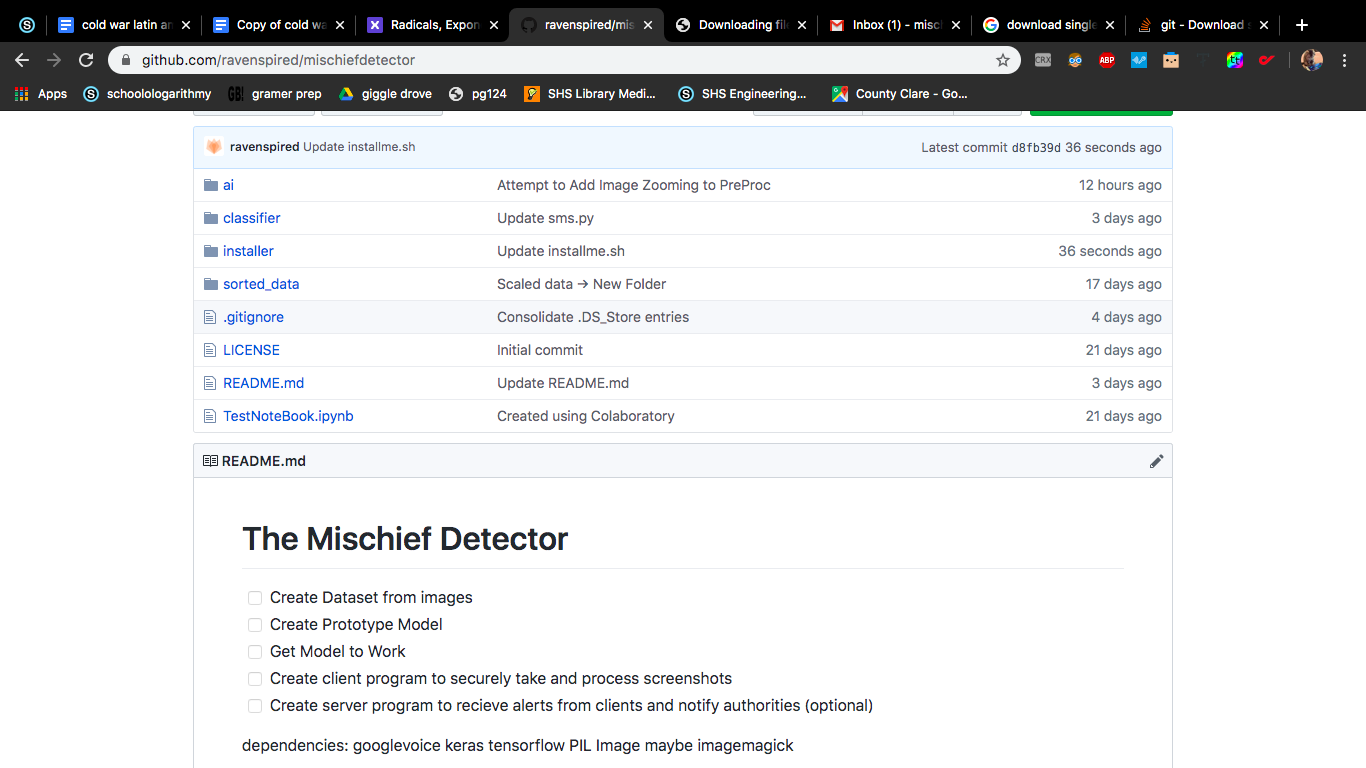 cold war latin an
Copy of cold wa
Radicals, Expon
ravenspired/mis
Downloading file
Inbox (1) - misch
download single
git - Download s
github.com/ravenspired/mischiefdetector
CRX
ABP
Apps
schoolologarithmy
GB!
gramer prep
giggle drove
pg124
SHS Library Medi...
SHS Engineering...
County Clare - Go...
ravenspired Update installme.sh Latest commit d8fb39d 36 seconds ago
ai Attempt to Add Image Zooming to PreProc 12 hours ago
classifier Update sms.py 3 days ago
installer Update installme.sh 36 seconds ago
sorted_data Scaled data → New Folder 17 days ago
.gitignore Consolidate .DS_Store entries 4 days ago
LICENSE Initial commit 21 days ago
README.md Update README.md 3 days ago
TestNoteBook.ipynb Created using Colaboratory 21 days ago
README.md
The Mischief Detector
Create Dataset from images
Create Prototype Model
Get Model to Work
Create client program to securely take and process screenshots
Create server program to recieve alerts from clients and notify authorities (optional)
dependencies: googlevoice keras tensorflow PIL Image maybe imagemagick